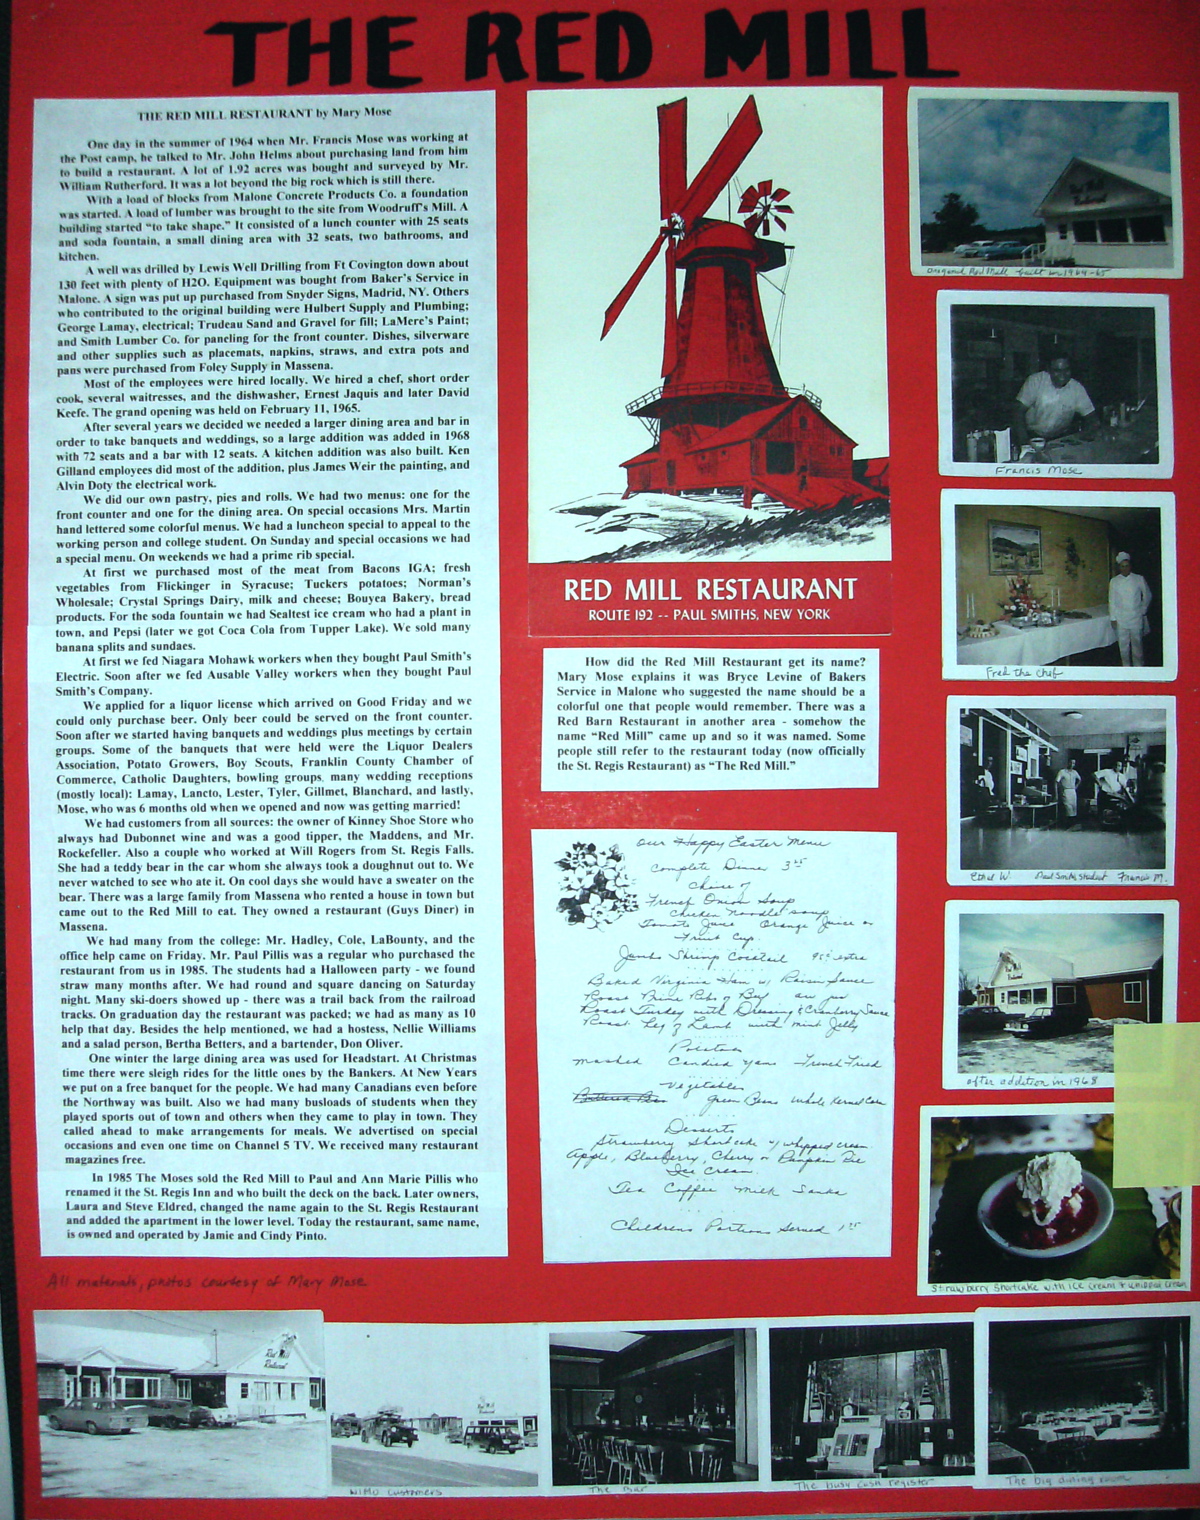 THE RED MILL
THE RED MILL RESTAURANT by Mary Mose
One day in the summer of 1964 when Mr. Francis Mose was working at
the Post camp, he talked to Mr. John Helms about purchasing land from him
to build a restaurant. A lot of 1.92 acres was bought and surveyed by Mr.
William Rutherford. It was a lot beyond the big rock which is still there.
With a load of blocks from Malone Concrete Products Co. a foundation
was started. A load of lumber was brought to the site from Woodruff's Mill. A
building started "to take shape." It consisted of a lunch counter with 25 seats
and soda fountain, a small dining area with 32 seats, two bathrooms, and
kitchen.
A well was drilled by Lewis Well Drilling from Ft Covington down about
130 feet with plenty of H2O. Equipment was bought from Baker's Service in
Malone. A sign was put up purchased from Snyder Signs, Madrid, NY. Others
who contributed to the original building were Hulbert Supply and Plumbing;
George Lamay, electrical; Trudeau Sand and Gravel for fill; LaMere's Paint;
and Smith Lumber Co. for paneling for the front counter. Dishes, silverware
and other supplies such as placemats, napkins, straws, and extra pots and
pans were purchased from Foley Supply in Massena.
Most of the employees were hired locally. We hired a chef, short order
cook, several waitresses, and the dishwasher, Ernest Jaquis and later David
Keefe. The grand opening was held on February 11, 1965.
After several years we decided we needed a larger dining area and bar in
order to take banquets and weddings, so a large addition was added in 1968
with 72 seats and a bar with 12 seats. A kitchen addition was also built. Ken
Gilland employees did most of the addition, plus James Weir the painting, and
Alvin Doty the electrical work.
We did our own pastry, pies and rolls. We had two menus: one for the
front counter and one for the dining area. On special occasions Mrs. Martin
hand lettered some colorful menus. We had a luncheon special to appeal to the
working person and college student. On Sunday and special occasions we had
a special menu. On weekends we had a prime rib special.
At first we purchased most of the meat from Bacons IGA; fresh
vegetables from Flickinger in Syracuse; Tuckers potatoes; Norman's
Wholesale; Crystal Springs Dairy, milk and cheese; Bouyea Bakery, bread
products. For the soda fountain we had Sealtest ice cream who had a plant in
town, and Pepsi (later we got Coca Cola from Tupper Lake). We sold many
banana splits and sundaes.
At first we fed Niagara Mohawk workers when they bought Paul Smith's
Electric. Soon after we fed Ausable Valley workers when they bought Paul
Smith's Company.
We applied for a liquor license which arrived on Good Friday and we
could only purchase beer. Only beer could be served on the front counter.
Soon after we started having banquets and weddings plus meetings by certain
groups. Some of the banquets that were held were the Liquor Dealers
Association, Potato Growers, Boy Scouts, Franklin County Chamber of
Commerce, Catholic Daughters, bowling groups, many wedding receptions
(mostly local): Lamay, Lancto, Lester, Tyler, Gillmet, Blanchard, and lastly,
Mose, who was 6 months old when we opened and now was getting married!
We had customers from all sources: the owner of Kinney Shoe Store who
always had Dubonnet wine and was a good tipper, the Maddens, and Mr.
Rockefeller. Also a couple who worked at Will Rogers from St. Regis Falls.
She had a teddy bear in the car whom she always took a doughnut out to. We
never watched to see who ate it. On cool days she would have a sweater on the
bear. There was a large family from Massena who rented a house in town but
came out to the Red Mill to eat. They owned a restaurant (Guys Diner) in
Massena.
We had many from the college: Mr. Hadley, Cole, LaBounty, and the
office help came on Friday. Mr. Paul Pillis was a regular who purchased the
restaurant from us in 1985. The students had a Halloween party - we found
straw many months after. We had round and square dancing on Saturday
night. Many ski-doers showed up - there was a trail back from the railroad
tracks. On graduation day the restaurant was packed; we had as many as 10
help that day. Besides the help mentioned, we had a hostess, Nellie Williams
and a salad person, Bertha Betters, and a bartender, Don Oliver.
One winter the large dining area was used for Headstart. At Christmas
time there were sleigh rides for the little ones by the Bankers. At New Years
we put on a free banquet for the people. We had many Canadians even before
the Northway was built. Also we had many busloads of students when they
played sports out of town and others when they came to play in town. They
called ahead to make arrangements for meals. We advertised on special
occasions and even one time on Channel 5 TV. We received many restaurant
magazines free.
In 1985 The Moses sold the Red Mill to Paul and Ann Marie Pillis who
renamed it the St. Regis Inn and who built the deck on the back. Later owners,
Laura and Steve Eldred, changed the name again to the St. Regis Restaurant
and added the apartment in the lower level. Today the restaurant, same name,
is owned and operated by Jamie and Cindy Pinto.
All materials, photos courtesy of Mary Mose
RED MILL RESTAURANT
ROUTE 192 -- PAUL SMITHS, NEW YORK
How did the Red Mill Restaurant get its name?
Mary Mose explains it was Bryce Levine of Bakers
Service in Malone who suggested the name should be a
colorful one that people would remember. There was a
Red Barn Restaurant in another area - somehow the
name "Red Mill" came up and so it was named. Some
people still refer to the restaurant today (now officially
the St. Regis Restaurant) as "The Red Mill."
Our Happy Easter Menu
Complete Dinner 3
Choice of
French Onion Soup
Chicken Noodle Soup
Tomato Juice Orange Juice or
Fruit Cup.
Jumbo Shrimp Cocktail 95¢ extra
Baked Virginia Ham w/ Raisin Sauce
Roast Prime Ribs of Beef au jus
Roast Turkey with Dressing & Cranberry Sauce
Roast Leg of Lamb with mint Jelly
Potatoes
mashed Candied yams French Fried
Vegetables
Green Beans Whole Kernel Corn
Desserts
Strawberry Shortcake w/ whipped cream
Apple, Blueberry, Cherry or Pumpkin Pie
Ice Cream
Tea Coffee Milk Sanka
Childrens Portions Served
Red Mill
Restaurant
Original Red Mill built in 1964-65
Francis Mose
Fred the chef
Ethel W. Paul Smith student Francis M.
Red Mill
Restaurant
after addition in 1968
Strawberry Shortcake with ice cream & whipped cream
Red Mill
Restaurant
NIMO Customers
The Bar
The busy cash register
The big dining room